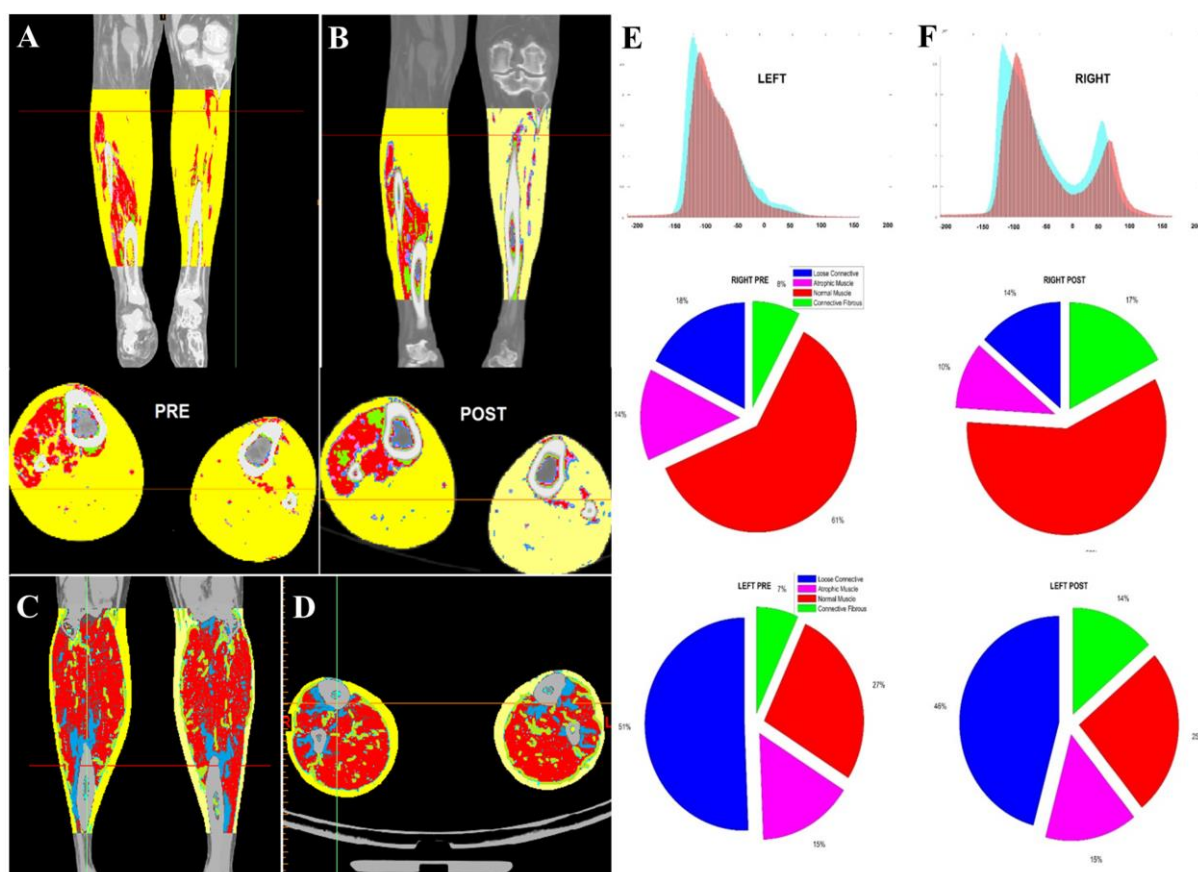 A
B
E
F
LEFT
RIGHT
-200 -150 -100 -50 0 50 100 150 200
-200 -150 -100 -50 0 50 100 150 200
PRE
POST
RIGHT PRE
Loose Connective
Atrophic Muscle
Normal Muscle
Connective Fibrous
8%
18%
14%
61%
RIGHT POST
14%
17%
10%
C
D
LEFT PRE
Loose Connective
Atrophic Muscle
Normal Muscle
Connective Fibrous
7%
27%
51%
15%
LEFT POST
14%
46%
15%
L